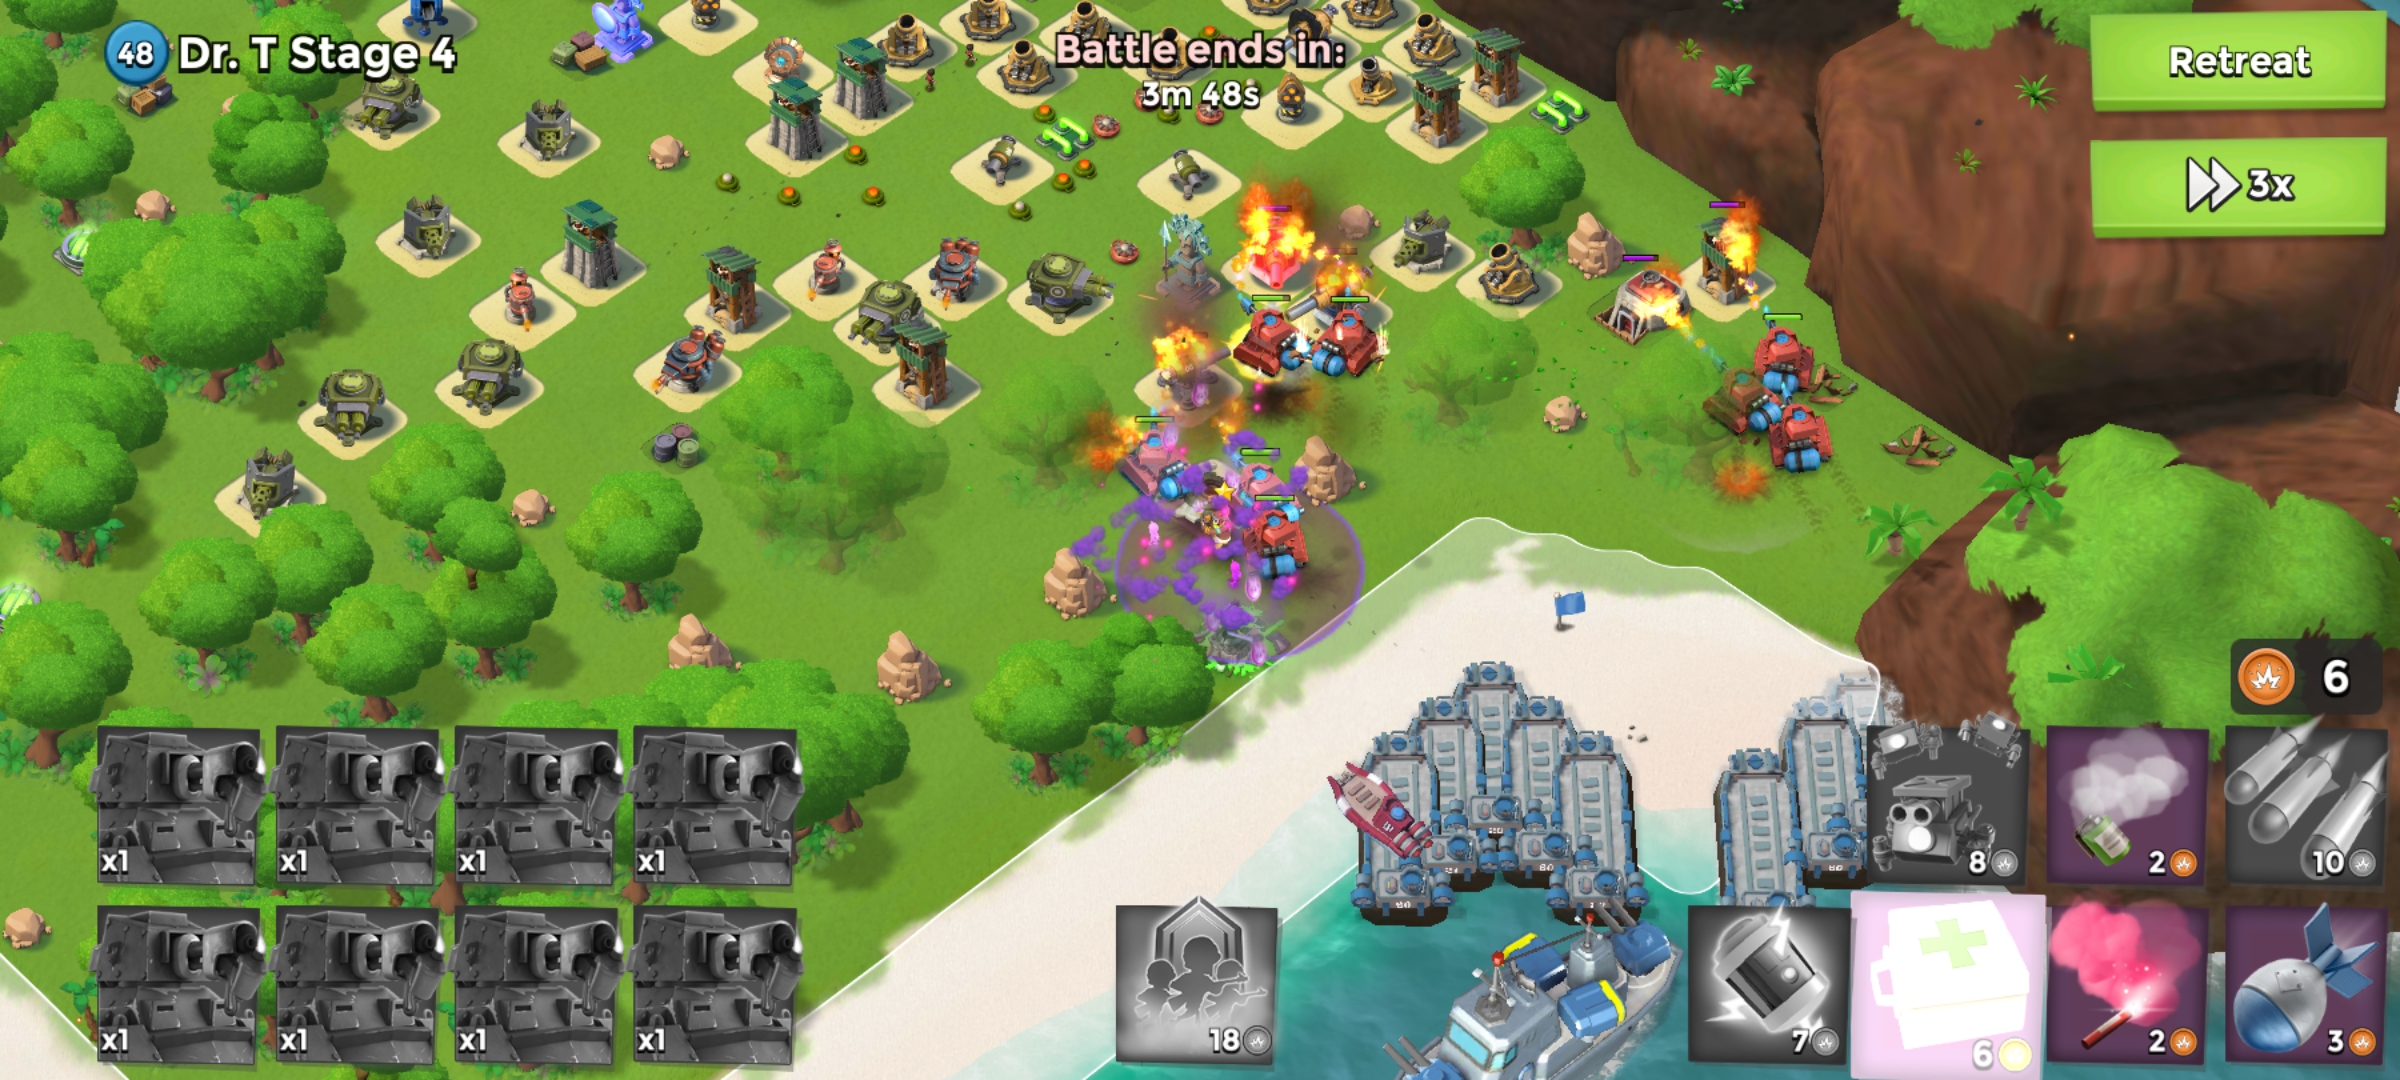 48 Dr. T Stage 4
Battle ends in:
3m 48s
Retreat
3x
6
x1
x1
x1
x1
8
2
10
x1
x1
x1
x1
18
7
6
2
3